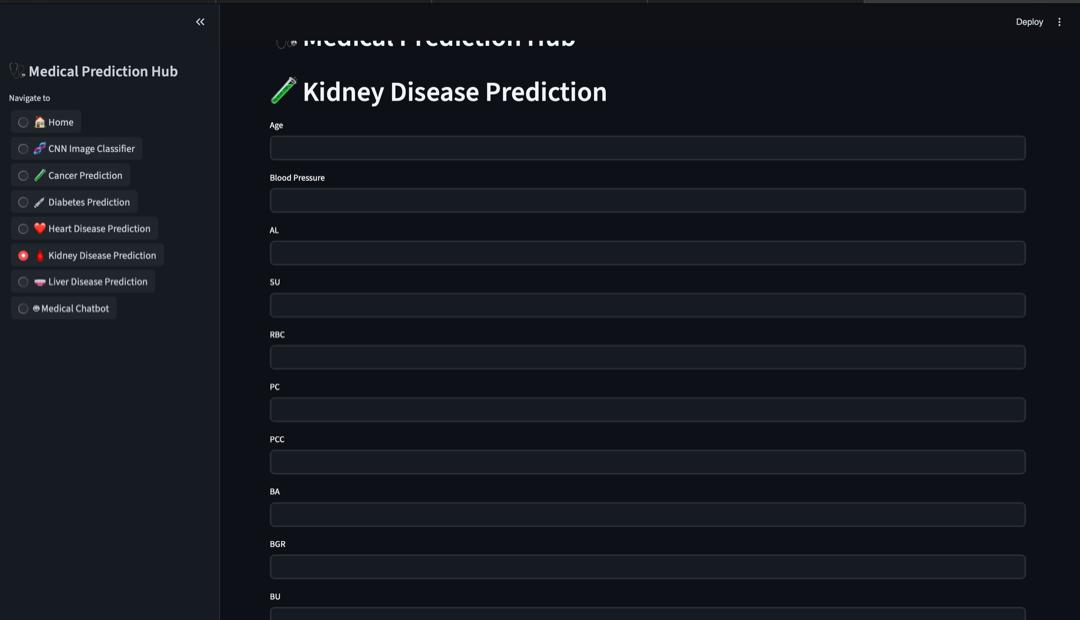 Deploy
Medical Prediction Hub
Navigate to
Home
CNN Image Classifier
Cancer Prediction
Diabetes Prediction
Heart Disease Prediction
Kidney Disease Prediction
Liver Disease Prediction
Medical Chatbot
Medical Prediction Hub
Kidney Disease Prediction
Age
Blood Pressure
AL
SU
RBC
PC
PCC
BA
BGR
BU